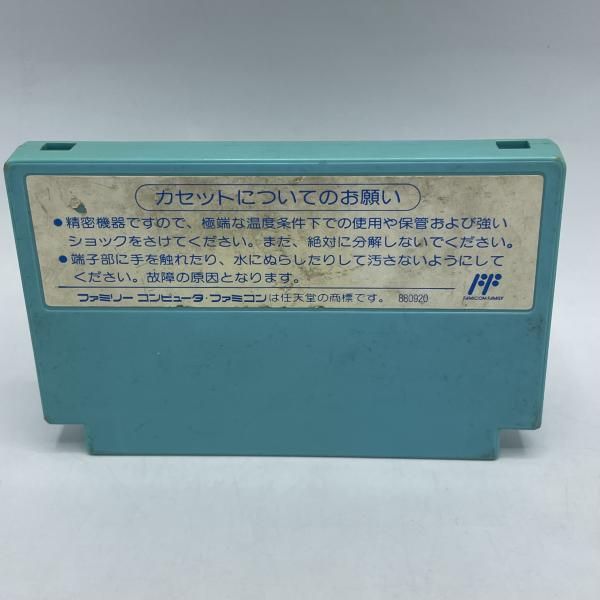 カセットについてのお願い
●精密機器ですので、極端な温度条件下での使用や保管および強い
ショックをさけてください。また、絶対に分解しないでください。
●端子部に手を触れたり、水にぬらしたりして汚さないようにして
ください。故障の原因となります。
ファミリーコンピュータ・ファミコンは任天堂の商標です。 880920
FF
FAMICOM FAMILY